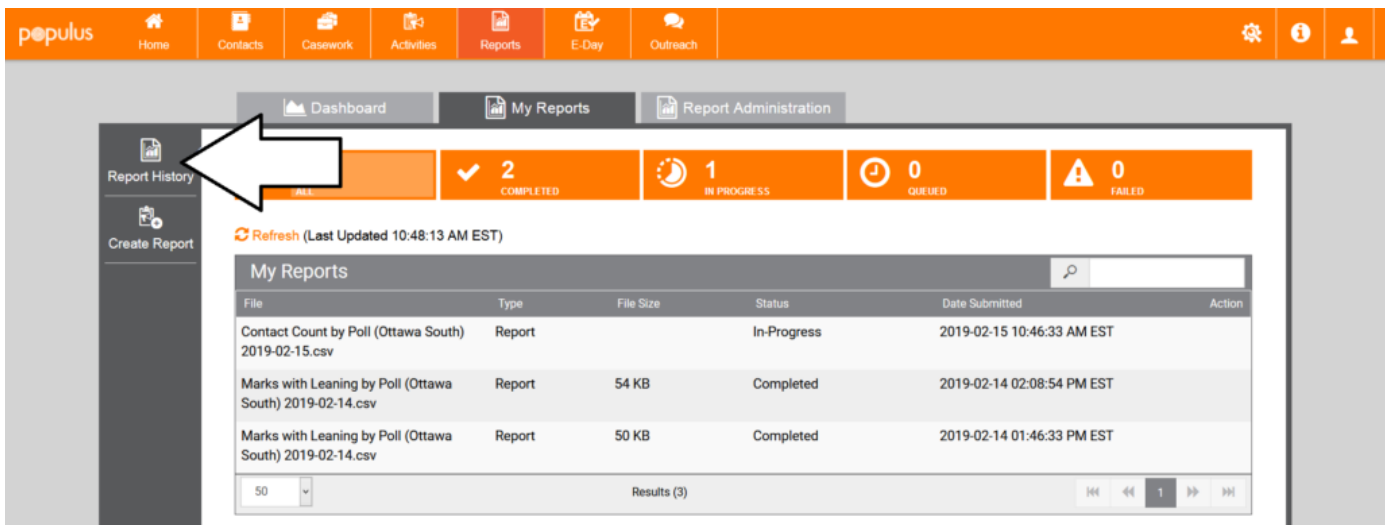 populus
Home
Contacts
Casework
Activities
Reports
E-Day
Outreach
Dashboard
My Reports
Report Administration
Report History
Create Report
ALL
2
COMPLETED
1
IN PROGRESS
0
QUEUED
0
FAILED
Refresh (Last Updated 10:48:13 AM EST)
My Reports
File Type File Size Status Date Submitted Action
Contact Count by Poll (Ottawa South) Report In-Progress 2019-02-15 10:46:33 AM EST
2019-02-15.csv
Marks with Leaning by Poll (Ottawa Report 54 KB Completed 2019-02-14 02:08:54 PM EST
South) 2019-02-14.csv
Marks with Leaning by Poll (Ottawa Report 50 KB Completed 2019-02-14 01:46:33 PM EST
South) 2019-02-14.csv
50 Results (3) 1